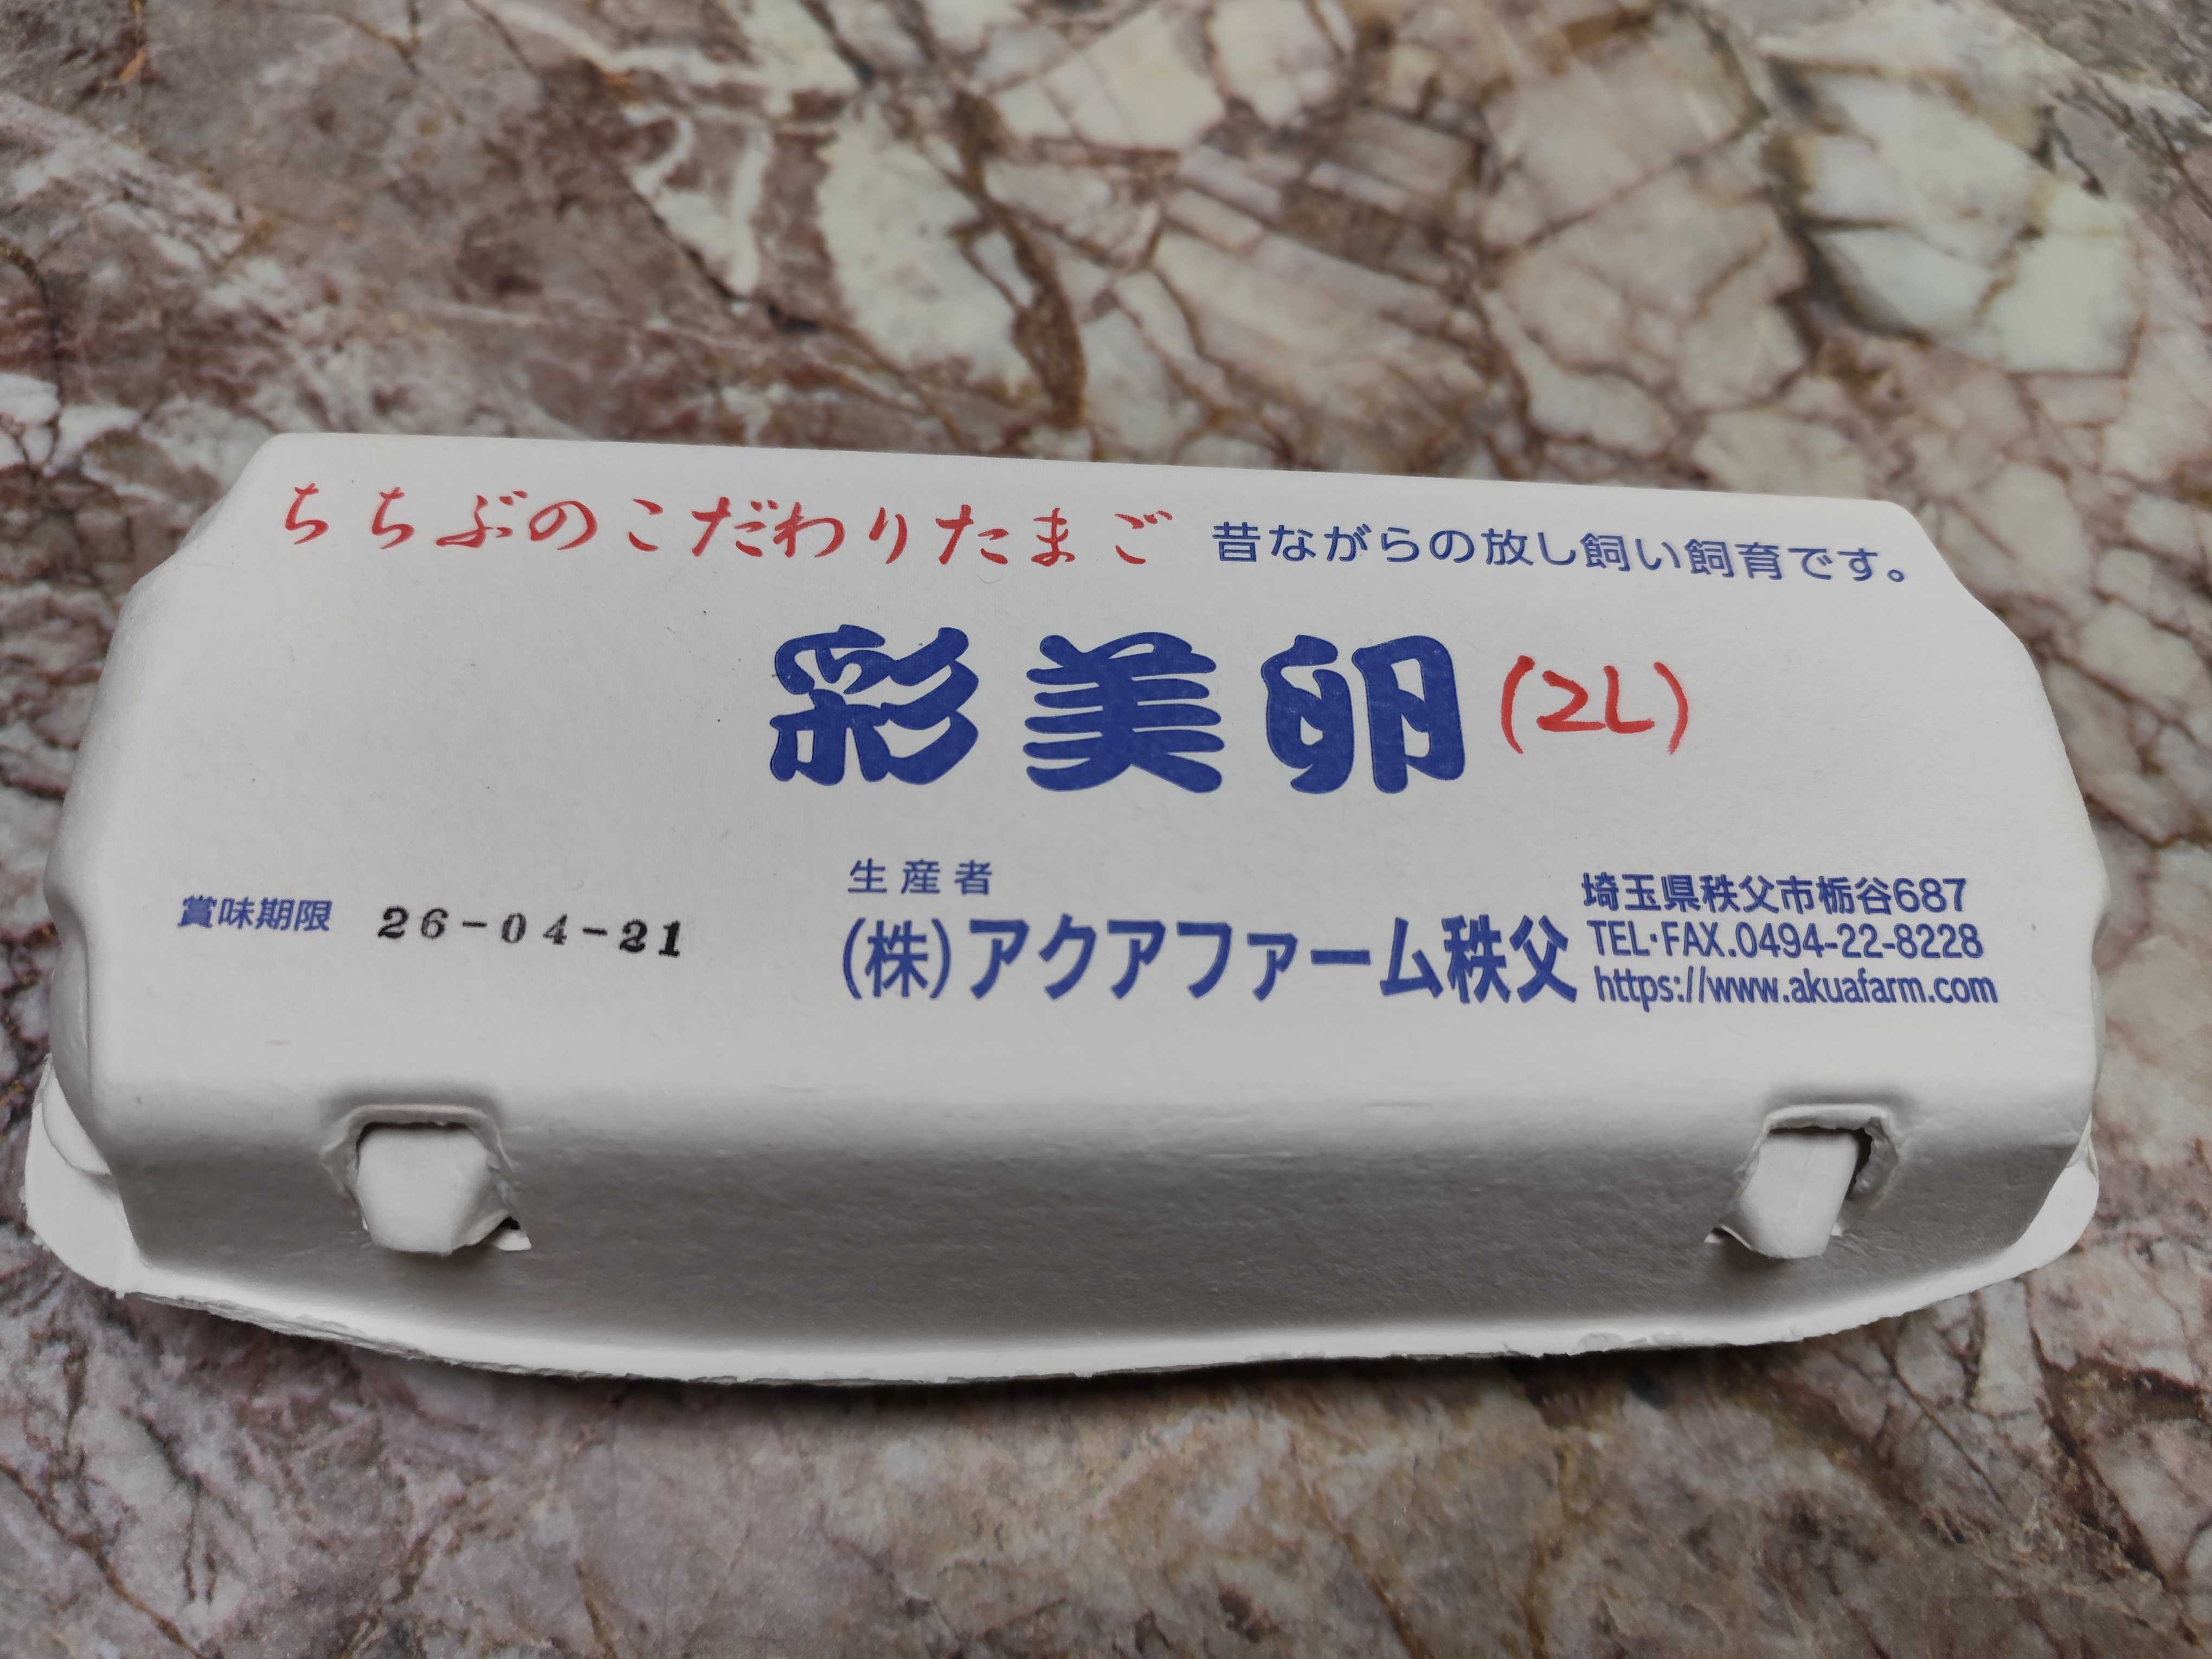 ちちぶのこだわりたまご 昔ながらの放し飼い飼育です。
彩美卵 (2L)
賞味期限 26-04-21
生産者
(株)アクアファーム秩父
埼玉県秩父市栃谷687
TEL･FAX.0494-22-8228
https://www.akuafarm.com